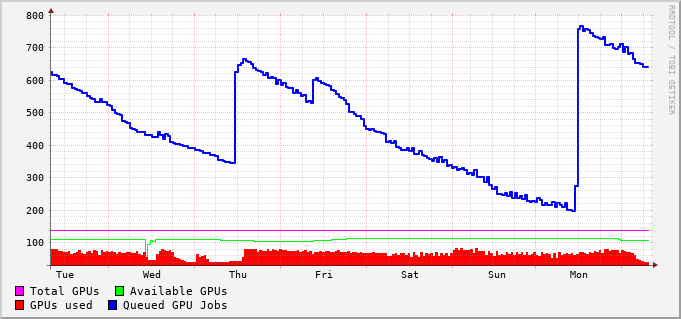 800
700
600
500
400
300
200
100
Tue Wed Thu Fri Sat Sun Mon
Total GPUs Available GPUs
GPUs used Queued GPU Jobs
RRDTOOL / TOBI OETIKER